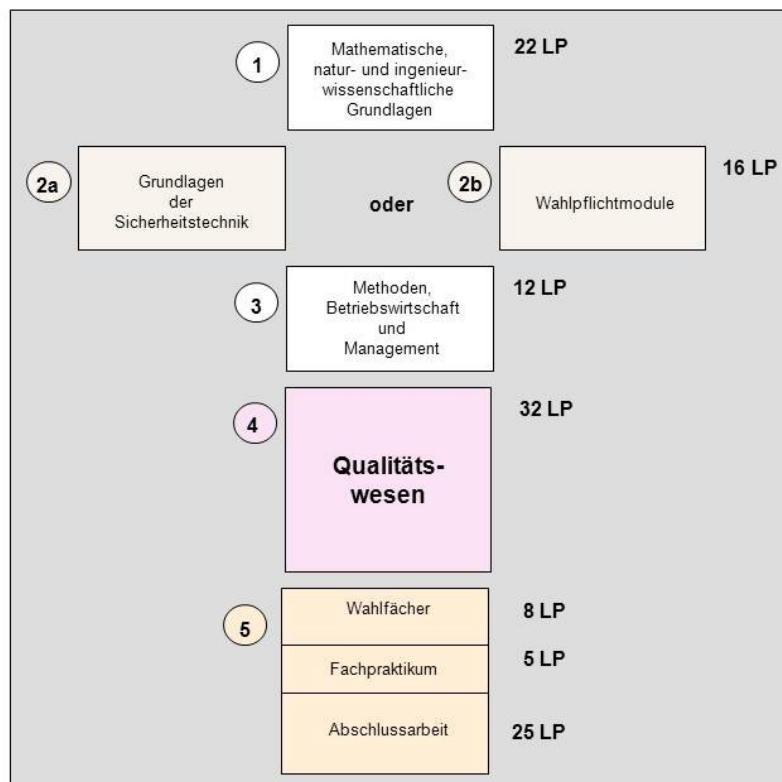 1
Mathematische,
natur- und ingenieur-
wissenschaftliche
Grundlagen
22 LP
2a
Grundlagen
der
Sicherheitstechnik
oder
2b
Wahlpflichtmodule
16 LP
3
Methoden,
Betriebswirtschaft
und
Management
12 LP
4
Qualitäts-
wesen
32 LP
5
Wahlfächer
8 LP
Fachpraktikum
5 LP
Abschlussarbeit
25 LP